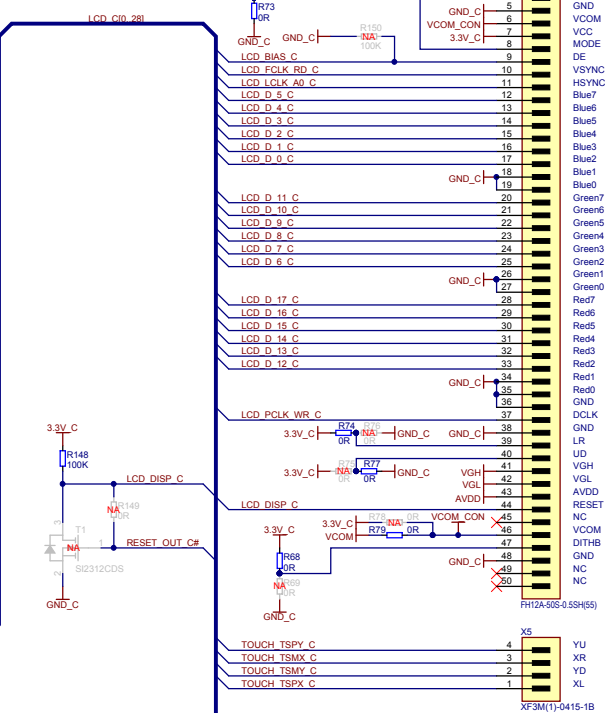 LCD_C[0..28]
R73
0R
GND_C
GND_C
R150
NA
100K
GND_C 5 GND
VCOM_CON 6 VCOM
3.3V_C 7 VCC
8 MODE
LCD_BIAS_C 9 DE
LCD_FCLK_RD_C 10 VSYNC
LCD_LCLK_A0_C 11 HSYNC
LCD_D_5_C 12 Blue7
LCD_D_4_C 13 Blue6
LCD_D_3_C 14 Blue5
LCD_D_2_C 15 Blue4
LCD_D_1_C 16 Blue3
LCD_D_0_C 17 Blue2
18 Blue1
GND_C
19 Blue0
LCD_D_11_C 20 Green7
LCD_D_10_C 21 Green6
LCD_D_9_C 22 Green5
LCD_D_8_C 23 Green4
LCD_D_7_C 24 Green3
LCD_D_6_C 25 Green2
26 Green1
GND_C
27 Green0
LCD_D_17_C 28 Red7
LCD_D_16_C 29 Red6
LCD_D_15_C 30 Red5
LCD_D_14_C 31 Red4
LCD_D_13_C 32 Red3
LCD_D_12_C 33 Red2
34 Red1
GND_C
35 Red0
36 GND
LCD_PCLK_WR_C 37 DCLK
3.3V_C R74 0R R76 NA 0R GND_C GND_C 38 GND
39 LR
40 UD
3.3V_C R75 NA 0R R77 0R GND_C VGH 41 VGH
VGL 42 VGL
AVDD 43 AVDD
LCD_DISP_C 44 RESET
45 NC
3.3V_C R78 NA 0R VCOM_CON
VCOM R79 0R 46 VCOM
47 DITHB
GND_C 48 GND
49 NC
50 NC
FH12A-50S-0.5SH(55)
3.3V_C
R148
100K
LCD_DISP_C
R149
NA
0R
RESET_OUT_C#
T1
3
NA
1
2
SI2312CDS
GND_C
3.3V_C
R68
0R
R69
NA
0R
GND_C
X5
TOUCH_TSPY_C 4 YU
TOUCH_TSMX_C 3 XR
TOUCH_TSMY_C 2 YD
TOUCH_TSPX_C 1 XL
XF3M(1)-0415-1B